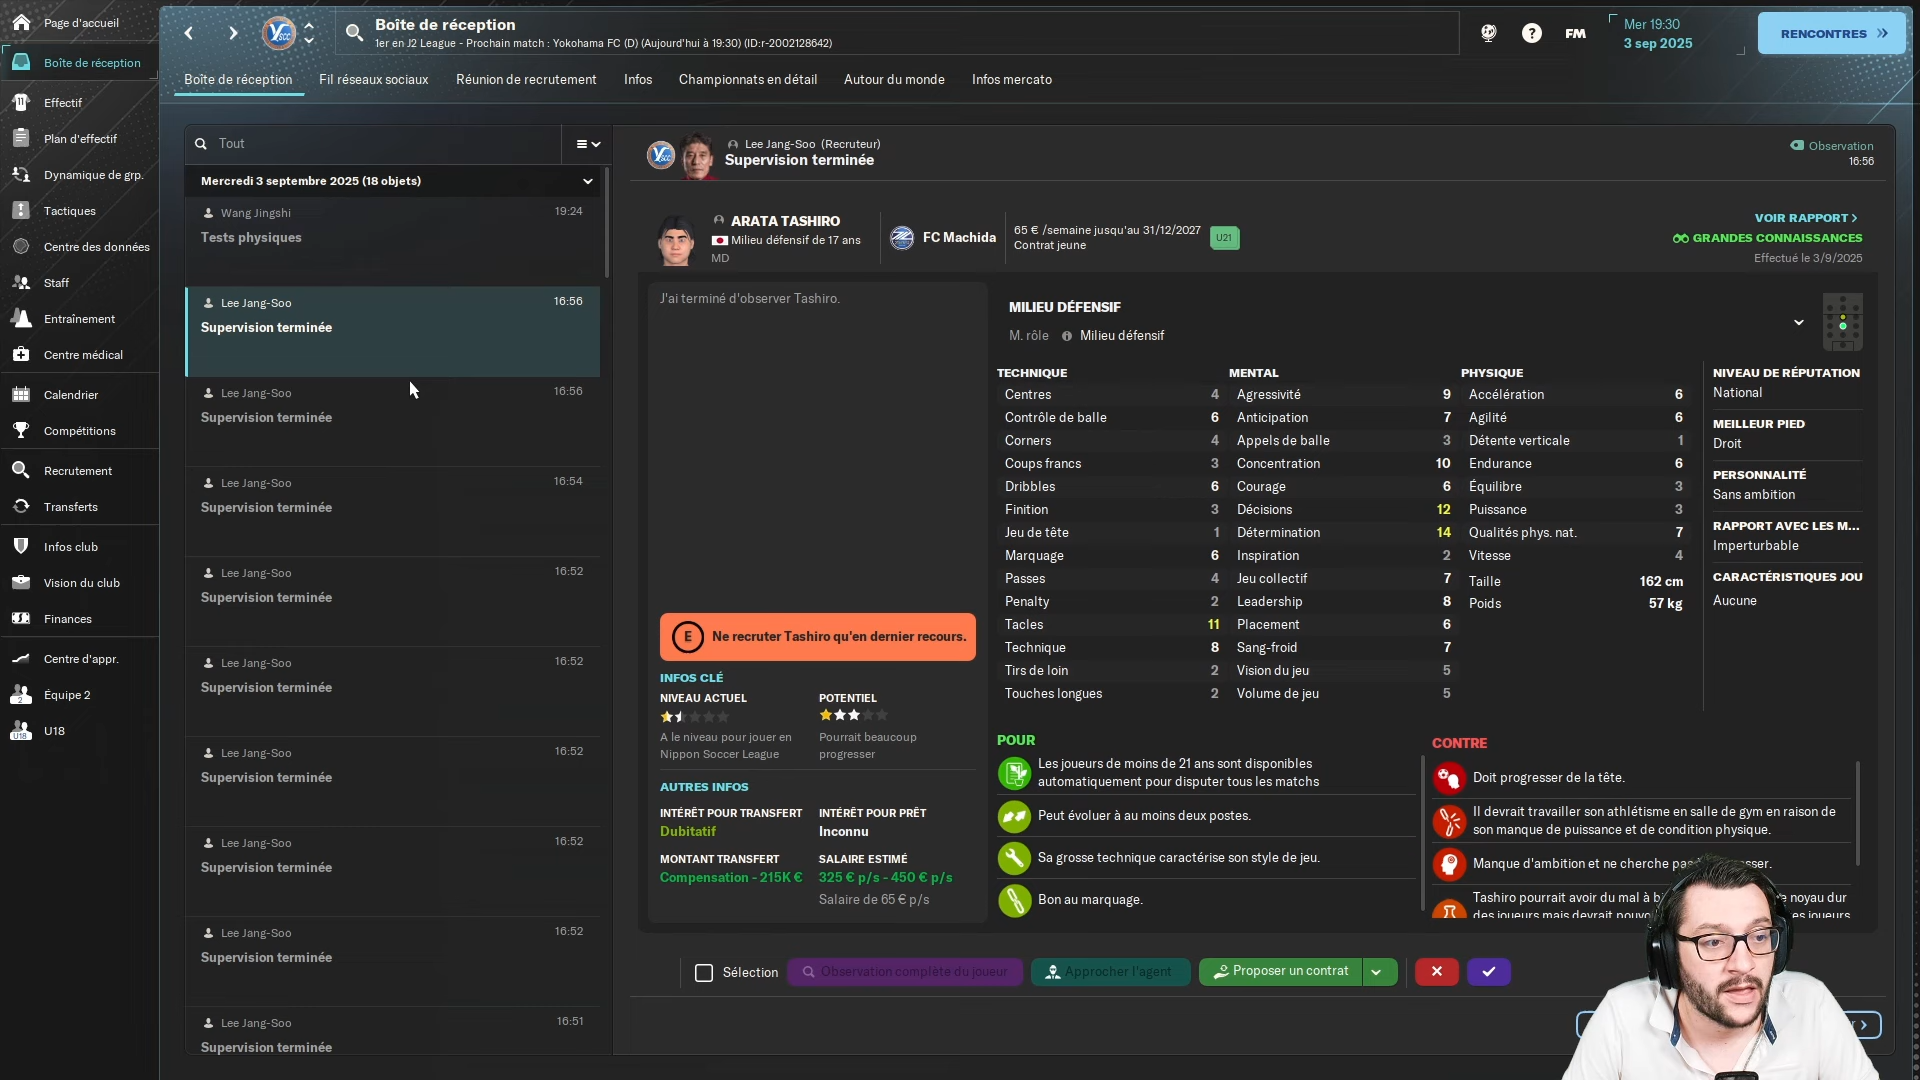 Page d'accueil
Boîte de réception
Effectif
Plan d'effectif
Dynamique de grp.
Tactiques
Centre des données
Staff
Entraînement
Centre médical
Calendrier
Compétitions
Recrutement
Transferts
Infos club
Vision du club
Finances
Centre d'appr.
Équipe 2
U18
Boîte de réception
1er en J2 League - Prochain match : Yokohama FC (D) (Aujourd'hui à 19:30) (ID:r-2002128642)
FM
Mer 19:30
3 sep 2025
RENCONTRES
Boîte de réception Fil réseaux sociaux Réunion de recrutement Infos Championnats en détail Autour du monde Infos mercato
Tout
Mercredi 3 septembre 2025 (18 objets)
Wang Jingshi 19:24
Tests physiques
Lee Jang-Soo 16:56
Supervision terminée
Lee Jang-Soo 16:56
Supervision terminée
Lee Jang-Soo 16:54
Supervision terminée
Lee Jang-Soo 16:52
Supervision terminée
Lee Jang-Soo 16:52
Supervision terminée
Lee Jang-Soo 16:52
Supervision terminée
Lee Jang-Soo 16:52
Supervision terminée
Lee Jang-Soo 16:52
Supervision terminée
Lee Jang-Soo 16:51
Supervision terminée
Lee Jang-Soo (Recruteur)
Supervision terminée
Observation
16:56
ARATA TASHIRO
Milieu défensif de 17 ans
MD
FC Machida
65 € /semaine jusqu'au 31/12/2027
Contrat jeune
U21
VOIR RAPPORT
GRANDES CONNAISSANCES
Effectué le 3/9/2025
J'ai terminé d'observer Tashiro.
E Ne recruter Tashiro qu'en dernier recours.
INFOS CLÉ
NIVEAU ACTUEL POTENTIEL
A le niveau pour jouer en Pourrait beaucoup
Nippon Soccer League progresser
AUTRES INFOS
INTÉRÊT POUR TRANSFERT INTÉRÊT POUR PRÊT
Dubitatif Inconnu
MONTANT TRANSFERT SALAIRE ESTIMÉ
Compensation - 215K € 325 € p/s - 450 € p/s
Salaire de 65 € p/s
MILIEU DÉFENSIF
M. rôle Milieu défensif
TECHNIQUE MENTAL PHYSIQUE
Centres 4 Agressivité 9 Accélération 6
Contrôle de balle 6 Anticipation 7 Agilité 6
Corners 4 Appels de balle 3 Détente verticale 1
Coups francs 3 Concentration 10 Endurance 6
Dribbles 6 Courage 6 Équilibre 3
Finition 3 Décisions 12 Puissance 3
Jeu de tête 1 Détermination 14 Qualités phys. nat. 7
Marquage 6 Inspiration 2 Vitesse 4
Passes 4 Jeu collectif 7 Taille 162 cm
Penalty 2 Leadership 8 Poids 57 kg
Tacles 11 Placement 6
Technique 8 Sang-froid 7
Tirs de loin 2 Vision du jeu 5
Touches longues 2 Volume de jeu 5
NIVEAU DE RÉPUTATION
National
MEILLEUR PIED
Droit
PERSONNALITÉ
Sans ambition
RAPPORT AVEC LES M...
Imperturbable
CARACTÉRISTIQUES JOU
Aucune
POUR
Les joueurs de moins de 21 ans sont disponibles
automatiquement pour disputer tous les matchs
Peut évoluer à au moins deux postes.
Sa grosse technique caractérise son style de jeu.
Bon au marquage.
CONTRE
Doit progresser de la tête.
Il devrait travailler son athlétisme en salle de gym en raison de
son manque de puissance et de condition physique.
Manque d'ambition et ne cherche
Tashiro pourrait avoir du mal à noyau dur
des joueurs mais devrait joueurs
Sélection Observation complète du joueur Approcher l'agent Proposer un contrat